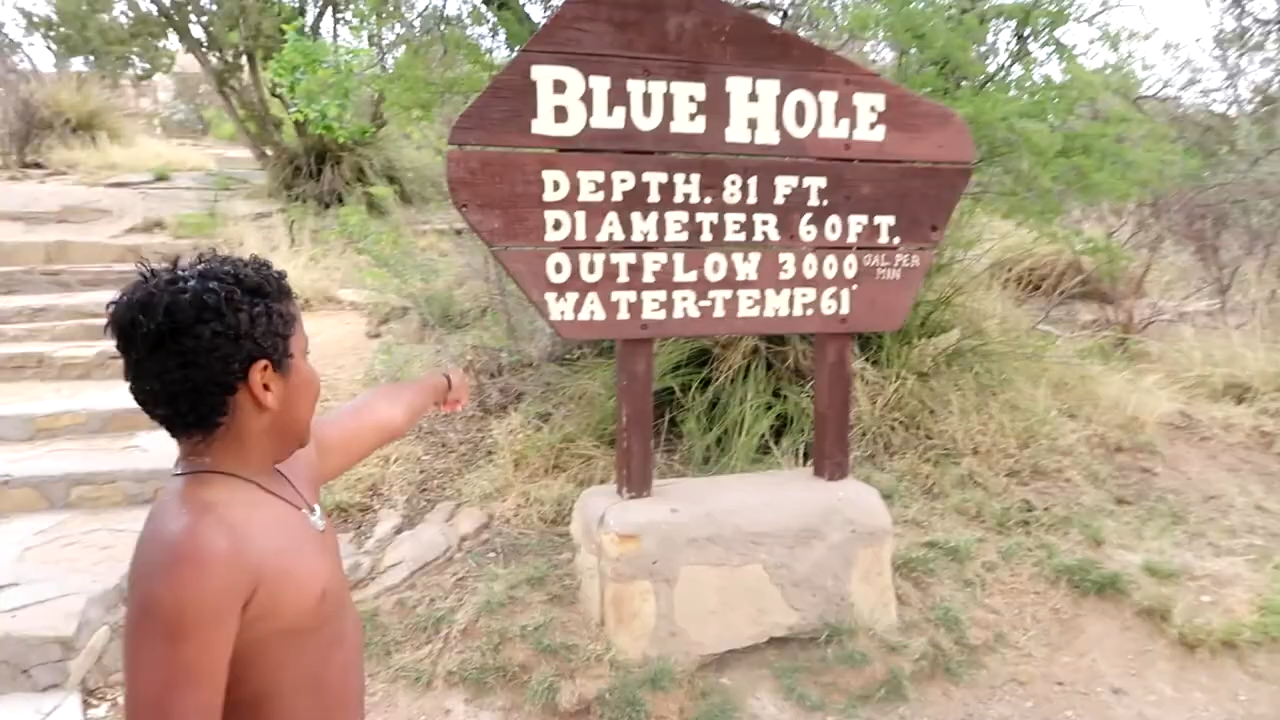 BLUE HOLE
DEPTH. 81 FT.
DIAMETER 60FT.
OUTFLOW 3000 GAL. PER MIN
WATER-TEMP. 61°